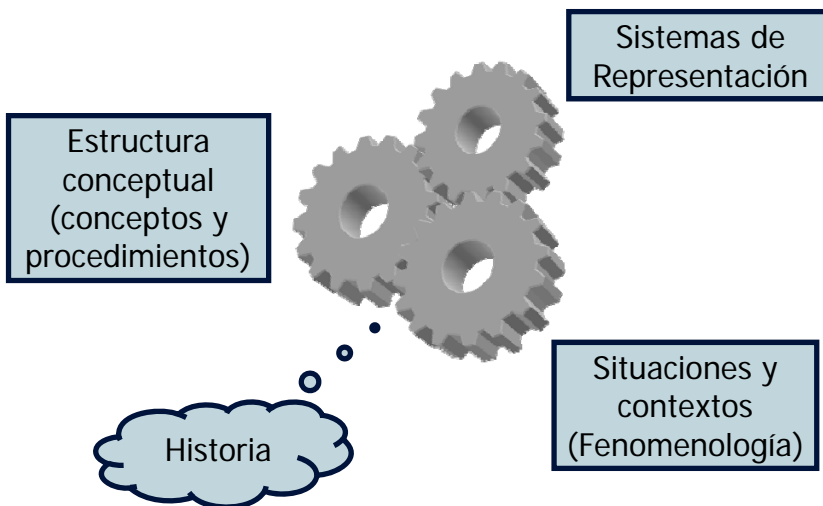 Sistemas de
Representación
Estructura
conceptual
(conceptos y
procedimientos)
Situaciones y
contextos
(Fenomenología)
Historia